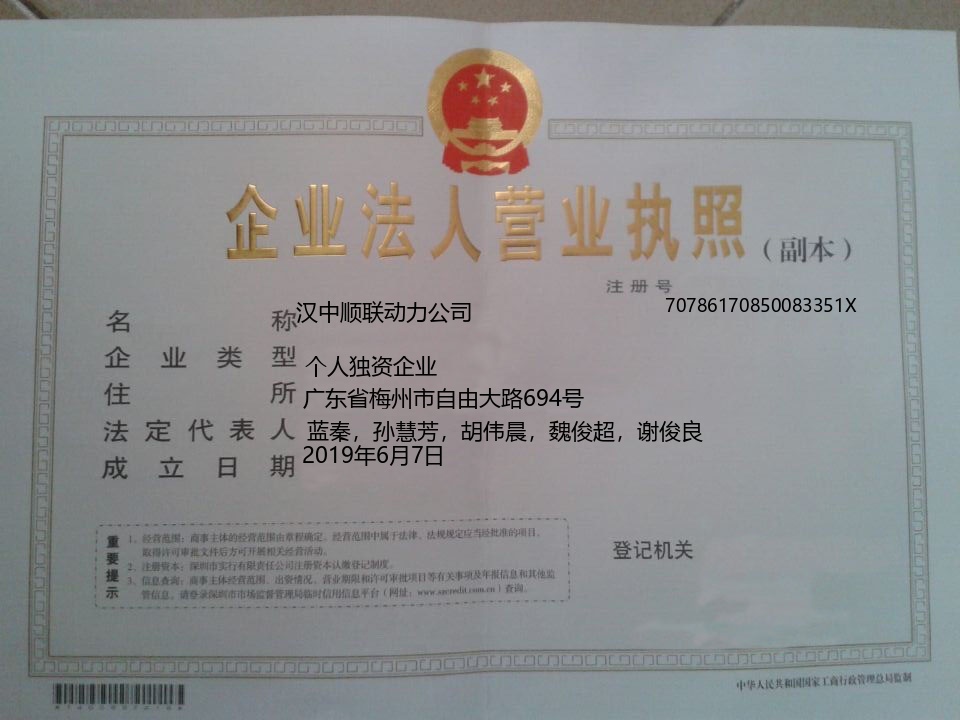 企业法人营业执照（副本）
注册号 70786170850083351X
名称 汉中顺联动力公司
企业类型 个人独资企业
住所 广东省梅州市自由大路694号
法定代表人 蓝秦，孙慧芳，胡伟晨，魏俊超，谢俊良
成立日期 2019年6月7日
重要提示
1、经营范围：商事主体的经营范围由章程确定。经营范围中属于法律、法规规定应当经批准的项目，
取得许可审批文件后方可开展相关经营活动。
2、注册资本：深圳市实行有限责任公司注册资本认缴登记制度。
3、信息查询：商事主体经营范围、出资情况、营业期限和许可审批项目等有关事项及年报信息和其他监
管信息，请登录深圳市市场监督管理局临时信用信息平台（网址：www.szcredit.com.cn）查询。
登记机关
中华人民共和国国家工商行政管理总局监制